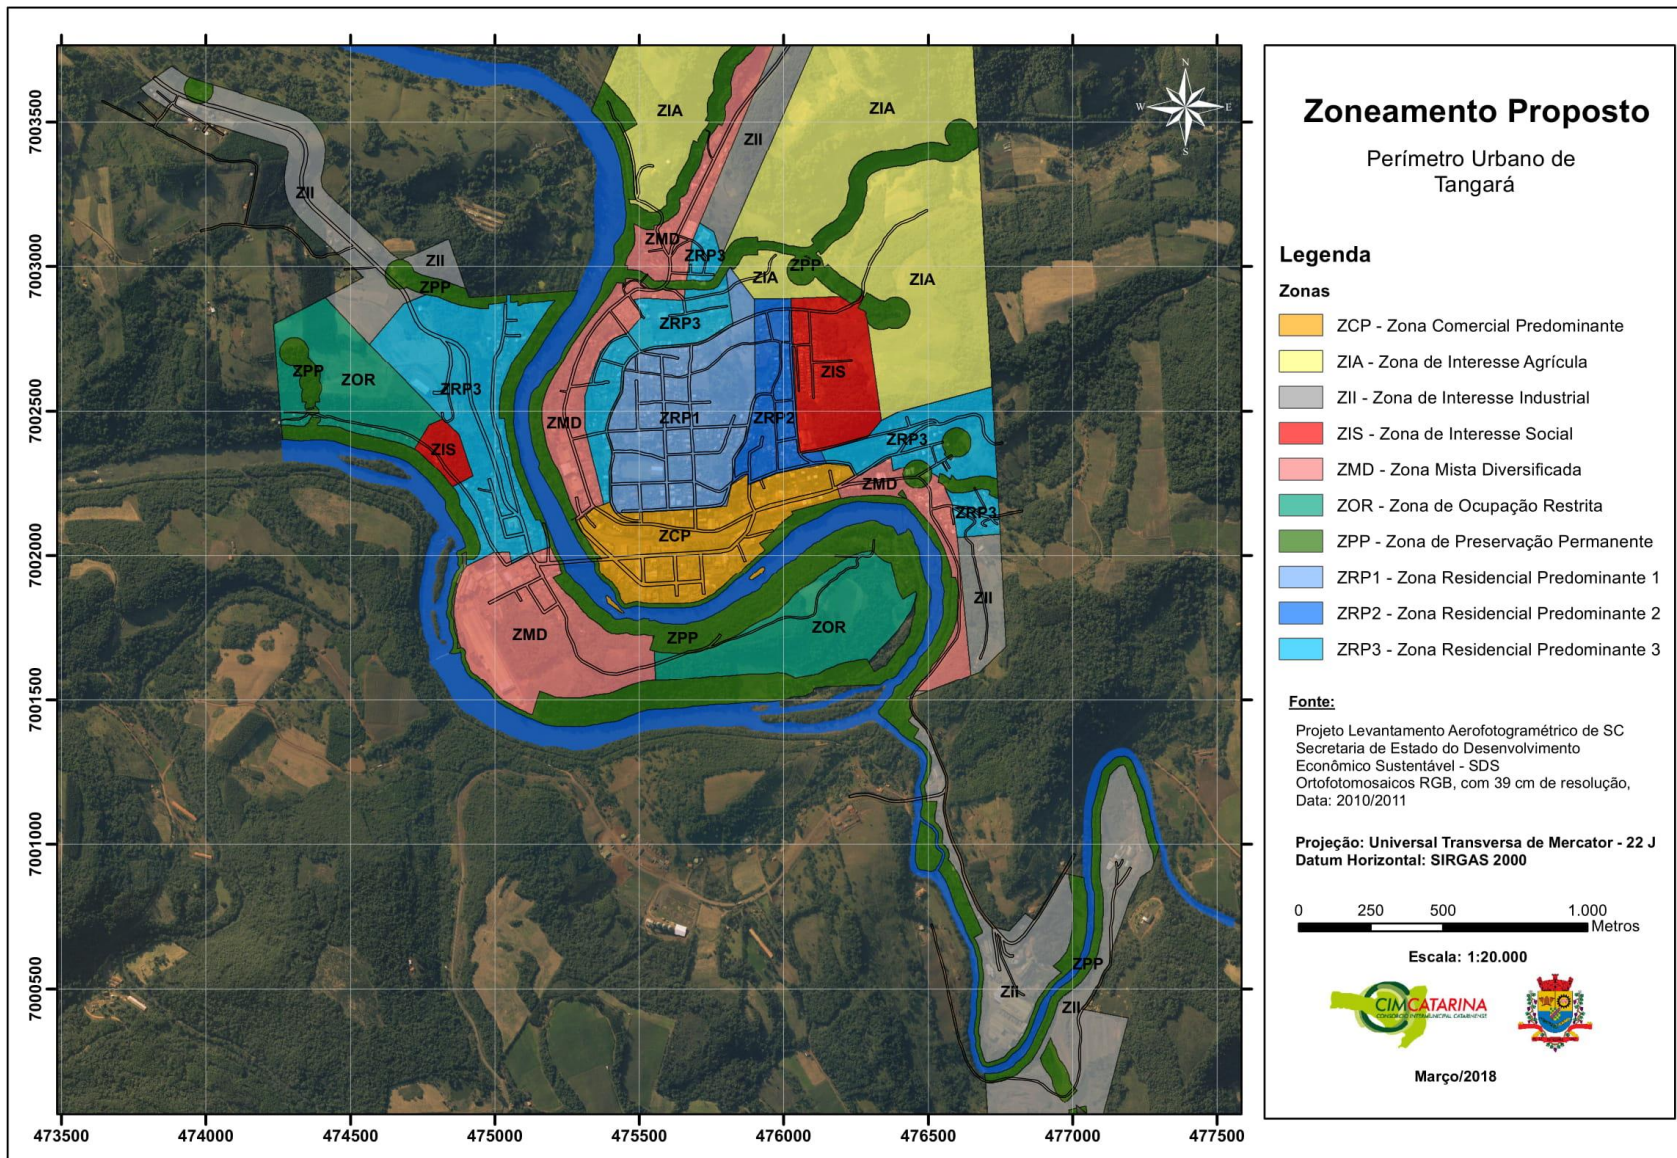 Zoneamento Proposto
Perímetro Urbano de
Tangará
Legenda
Zonas
ZCP - Zona Comercial Predominante
ZIA - Zona de Interesse Agrícula
ZII - Zona de Interesse Industrial
ZIS - Zona de Interesse Social
ZMD - Zona Mista Diversificada
ZOR - Zona de Ocupação Restrita
ZPP - Zona de Preservação Permanente
ZRP1 - Zona Residencial Predominante 1
ZRP2 - Zona Residencial Predominante 2
ZRP3 - Zona Residencial Predominante 3
Fonte:
Projeto Levantamento Aerofotogramétrico de SC
Secretaria de Estado do Desenvolvimento
Econômico Sustentável - SDS
Ortofotomosaicos RGB, com 39 cm de resolução,
Data: 2010/2011
Projeção: Universal Transversa de Mercator - 22 J
Datum Horizontal: SIRGAS 2000
0 250 500 1.000
Metros
Escala: 1:20.000
CIMCATARINA
CONSÓRCIO INTERMUNICIPAL CATARINENSE
Março/2018
N
W E
S
ZIA
ZIA
ZII
ZII
ZMD
ZRP3
ZII
ZPP
ZIA
ZPP
ZIA
ZRP3
ZPP
ZOR
ZRP3
ZIS
ZMD
ZRP1
ZRP2
ZRP3
ZIS
ZMD
ZRP3
ZCP
ZII
ZMD
ZPP
ZOR
ZPP
ZII
ZII
7003500
7003000
7002500
7002000
7001500
7001000
7000500
473500 474000 474500 475000 475500 476000 476500 477000 477500